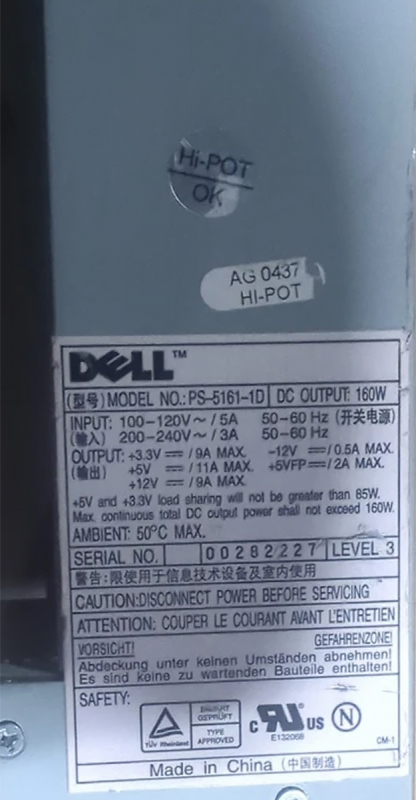 Hi-POT
OK
AG 0437
HI-POT
DELL™
(型号) MODEL NO.: PS-5161-1D DC OUTPUT: 160W
INPUT: 100-120V~ / 5A 50-60 Hz (开关电源)
(输入) 200-240V~ / 3A 50-60 Hz
OUTPUT: +3.3V ⎓ / 9A MAX. -12V ⎓ / 0.5A MAX.
(输出) +5V ⎓ / 11A MAX. +5VFP ⎓ / 2A MAX.
+12V ⎓ / 9A MAX.
+5V and +3.3V load sharing will not be greater than 85W.
Max. continuous total DC output power shall not exceed 160W.
AMBIENT: 50°C MAX.
SERIAL NO. 00282227 LEVEL 3
警告:限使用于信息技术设备及室内使用
CAUTION:DISCONNECT POWER BEFORE SERVICING
ATTENTION: COUPER LE COURANT AVANT L'ENTRETIEN
VORSICHT! GEFAHRENZONE!
Abdeckung unter keinen Umständen abnehmen!
Es sind keine zu wartenden Bauteile enthalten!
SAFETY:
TÜV Rheinland
BAUART
GEPRÜFT
TYPE
APPROVED
C RU US
E132068
N
CM-1
Made in China (中国制造)